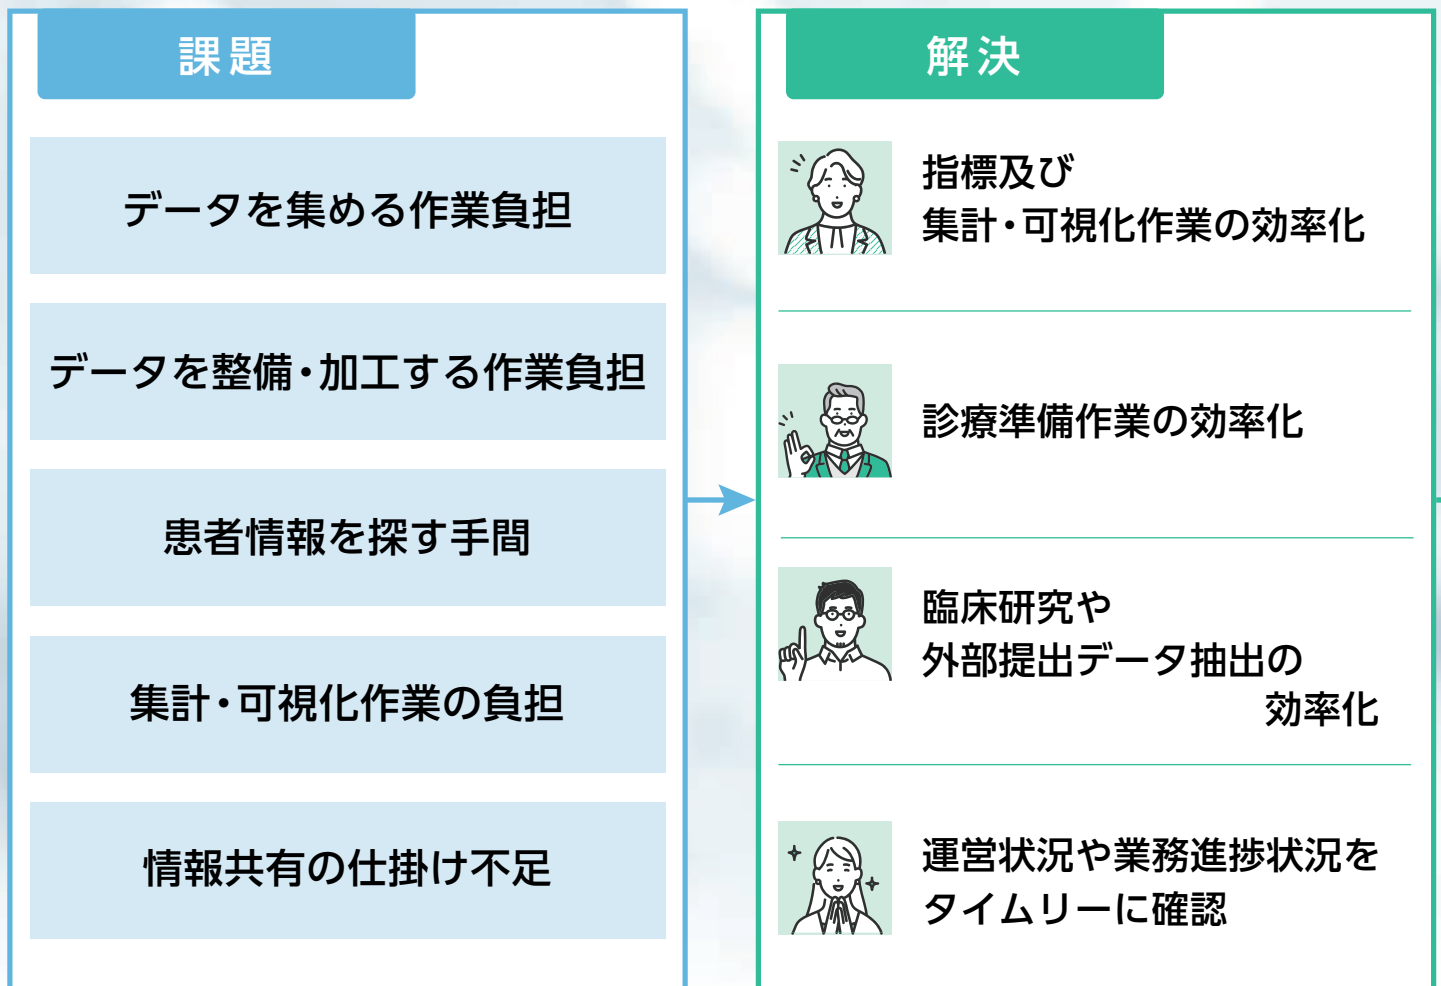 課題
データを集める作業負担
データを整備・加工する作業負担
患者情報を探す手間
集計・可視化作業の負担
情報共有の仕掛け不足
解決
指標及び
集計・可視化作業の効率化
診療準備作業の効率化
臨床研究や
外部提出データ抽出の
効率化
運営状況や業務進捗状況を
タイムリーに確認